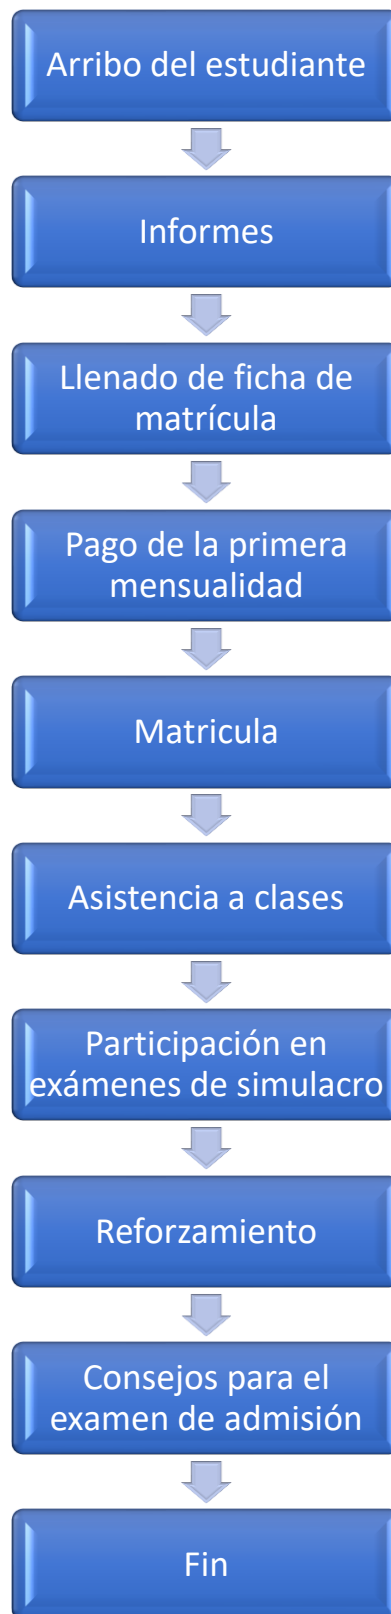 Arribo del estudiante
Informes
Llenado de ficha de
matrícula
Pago de la primera
mensualidad
Matricula
Asistencia a clases
Participación en
exámenes de simulacro
Reforzamiento
Consejos para el
examen de admisión
Fin